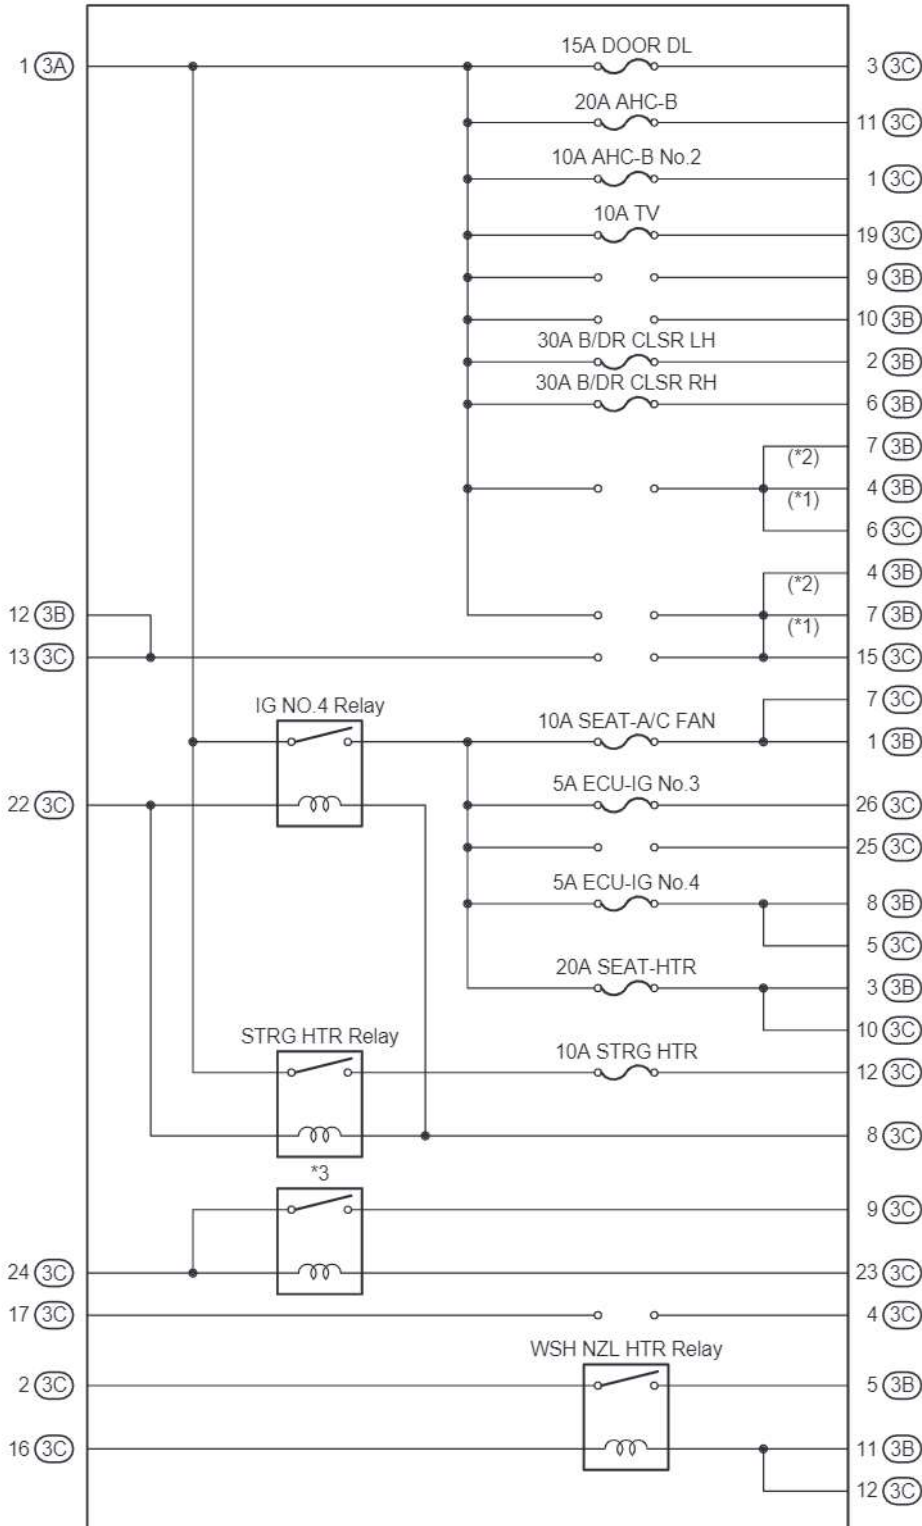 15A DOOR DL
1 3A
3 3C
20A AHC-B
11 3C
10A AHC-B No.2
1 3C
10A TV
19 3C
9 3B
10 3B
30A B/DR CLSR LH
2 3B
30A B/DR CLSR RH
6 3B
7 3B
(*2)
4 3B
(*1)
6 3C
4 3B
(*2)
12 3B
7 3B
(*1)
13 3C
15 3C
7 3C
IG NO.4 Relay
10A SEAT-A/C FAN
1 3B
5A ECU-IG No.3
22 3C
26 3C
25 3C
5A ECU-IG No.4
8 3B
5 3C
20A SEAT-HTR
3 3B
10 3C
STRG HTR Relay
10A STRG HTR
12 3C
8 3C
*3
9 3C
24 3C
23 3C
17 3C
4 3C
WSH NZL HTR Relay
2 3C
5 3B
16 3C
11 3B
12 3C